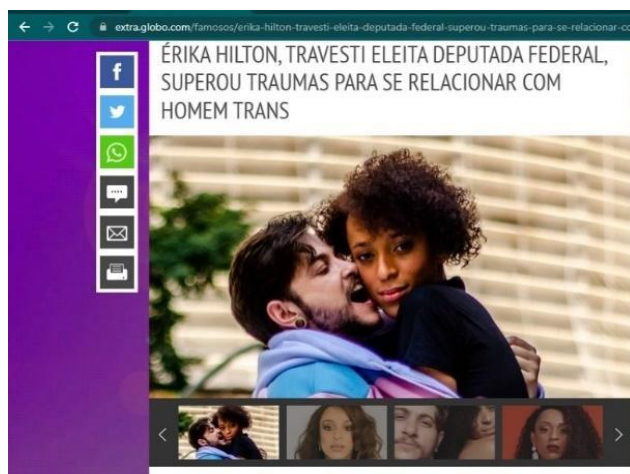 extra.globo.com/famosos/erika-hilton-travesti-eleita-deputada-federal-superou-traumas-para-se-relacionar-co
ÉRIKA HILTON, TRAVESTI ELEITA DEPUTADA FEDERAL,
SUPEROU TRAUMAS PARA SE RELACIONAR COM
HOMEM TRANS